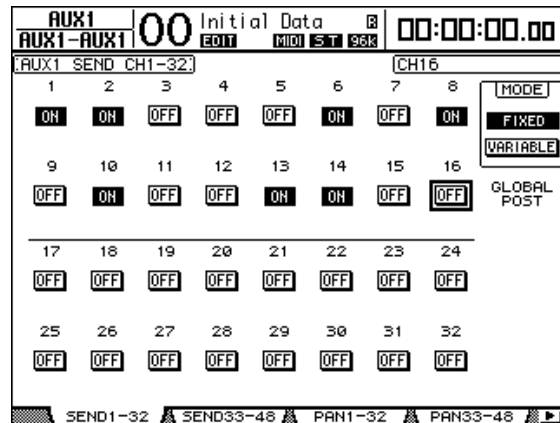 AUX1
AUX1-AUX1
00
Initial Data
EDIT MIDI ST 96k
00:00:00.00
AUX1 SEND CH1-32
CH16
1 2 3 4 5 6 7 8
ON ON OFF OFF OFF ON OFF ON
MODE
FIXED
VARIABLE
9 10 11 12 13 14 15 16
OFF ON OFF OFF ON ON OFF OFF
GLOBAL
POST
17 18 19 20 21 22 23 24
OFF OFF OFF OFF OFF OFF OFF OFF
25 26 27 28 29 30 31 32
OFF OFF OFF OFF OFF OFF OFF OFF
SEND1-32 SEND33-48 PAN1-32 PAN33-48